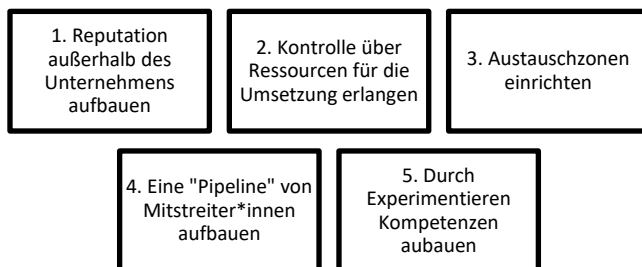 1. Reputation
außerhalb des
Unternehmens
aufbauen
2. Kontrolle über
Ressourcen für die
Umsetzung erlangen
3. Austauschzonen
einrichten
4. Eine "Pipeline" von
Mitstreiter*innen
aufbauen
5. Durch
Experimentieren
Kompetenzen
aubauen